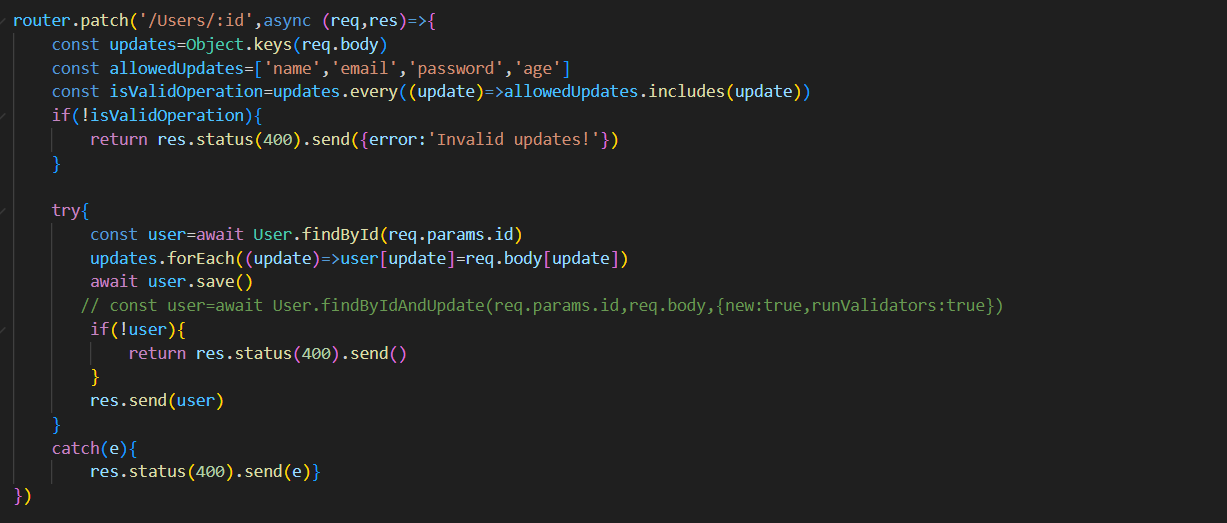 router.patch('/Users/:id',async (req,res)=>{
    const updates=Object.keys(req.body)
    const allowedUpdates=['name','email','password','age']
    const isValidOperation=updates.every((update)=>allowedUpdates.includes(update))
    if(!isValidOperation){
        return res.status(400).send({error:'Invalid updates!'})
    }

    try{
        const user=await User.findById(req.params.id)
        updates.forEach((update)=>user[update]=req.body[update])
        await user.save()
       // const user=await User.findByIdAndUpdate(req.params.id,req.body,{new:true,runValidators:true})
        if(!user){
            return res.status(400).send()
        }
        res.send(user)
    }
    catch(e){
        res.status(400).send(e)}
})